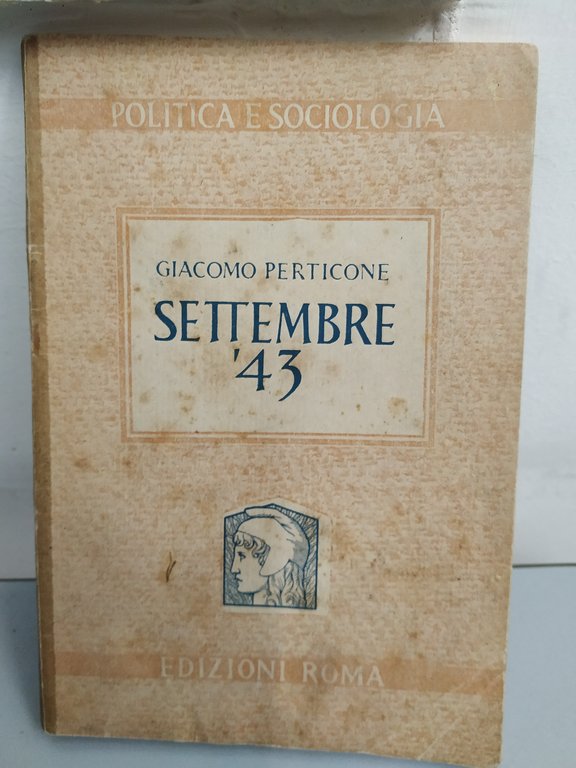 POLITICA E SOCIOLOGIA
GIACOMO PERTICONE
SETTEMBRE
'43
EDIZIONI ROMA